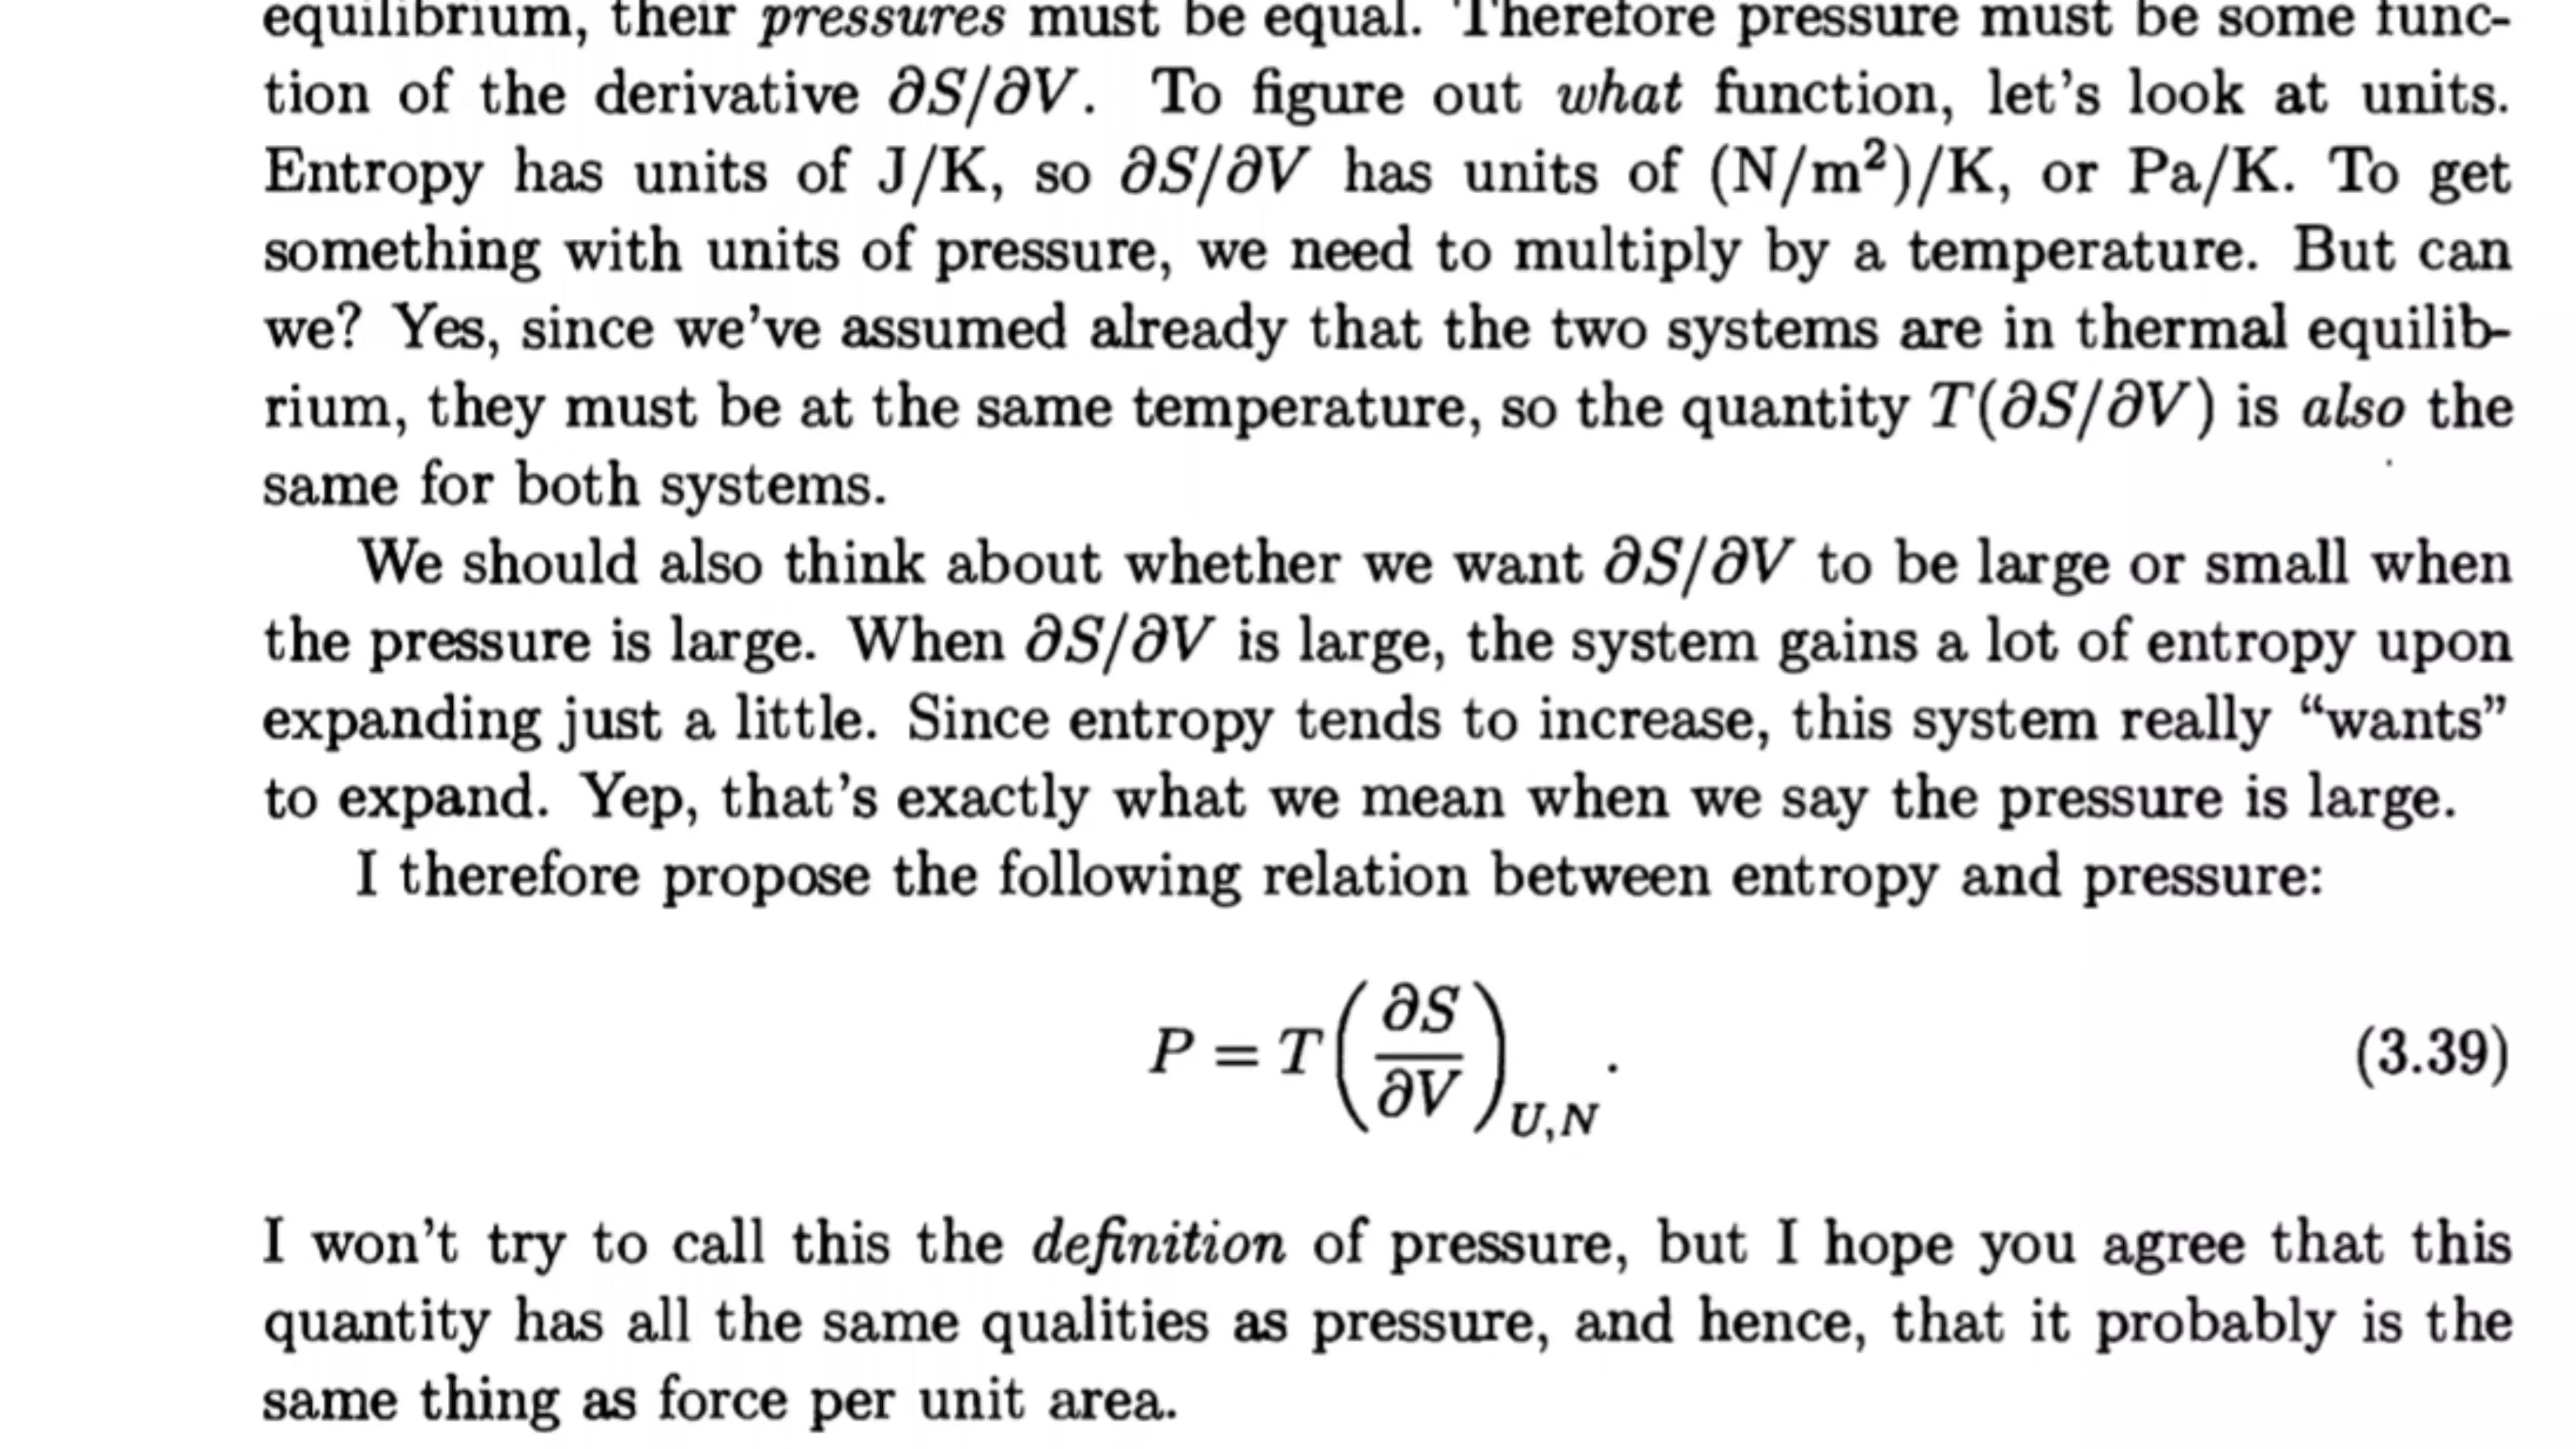 equilibrium, their pressures must be equal. Therefore pressure must be some func-
tion of the derivative ∂S/∂V. To figure out what function, let's look at units.
Entropy has units of J/K, so ∂S/∂V has units of (N/m²)/K, or Pa/K. To get
something with units of pressure, we need to multiply by a temperature. But can
we? Yes, since we've assumed already that the two systems are in thermal equilib-
rium, they must be at the same temperature, so the quantity T(∂S/∂V) is also the
same for both systems.
We should also think about whether we want ∂S/∂V to be large or small when
the pressure is large. When ∂S/∂V is large, the system gains a lot of entropy upon
expanding just a little. Since entropy tends to increase, this system really “wants”
to expand. Yep, that's exactly what we mean when we say the pressure is large.
I therefore propose the following relation between entropy and pressure:
P = T(∂S/∂V)_{U,N}. (3.39)
I won't try to call this the definition of pressure, but I hope you agree that this
quantity has all the same qualities as pressure, and hence, that it probably is the
same thing as force per unit area.